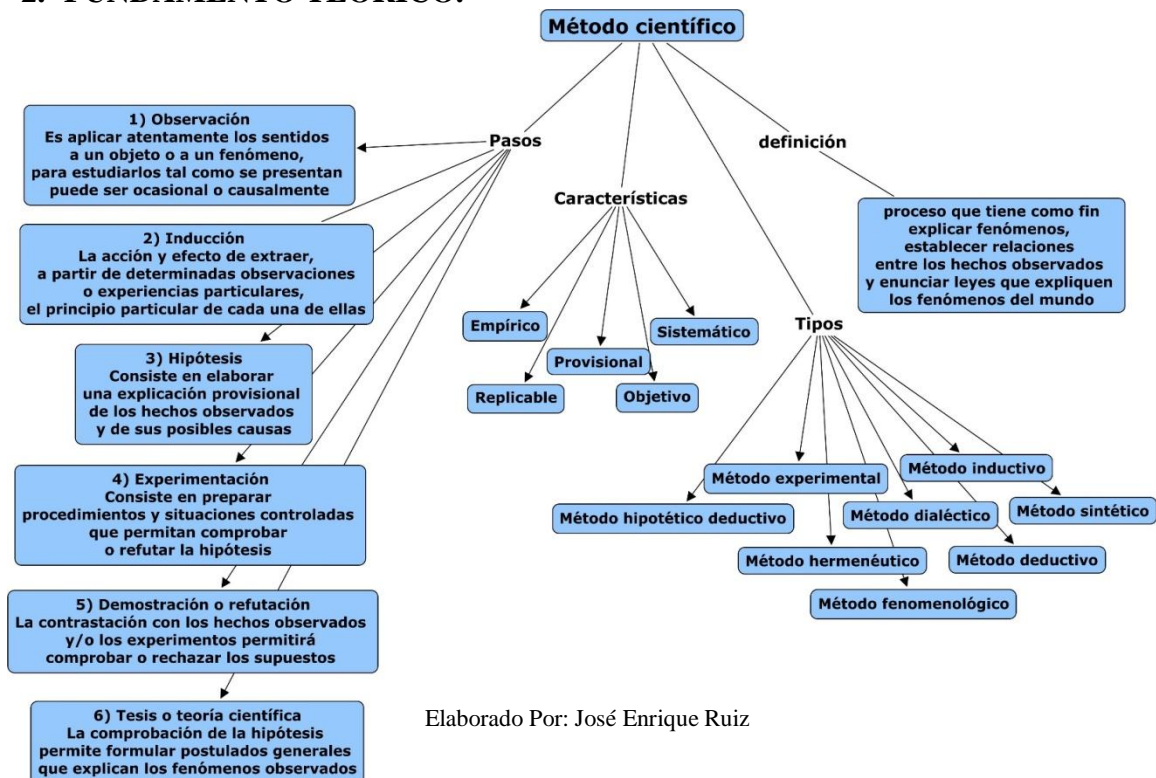 2. FUNDAMENTO TEÓRICO:
Método científico
Pasos
1) Observación
Es aplicar atentamente los sentidos
a un objeto o a un fenómeno,
para estudiarlos tal como se presentan
puede ser ocasional o causalmente
2) Inducción
La acción y efecto de extraer,
a partir de determinadas observaciones
o experiencias particulares,
el principio particular de cada una de ellas
3) Hipótesis
Consiste en elaborar
una explicación provisional
de los hechos observados
y de sus posibles causas
4) Experimentación
Consiste en preparar
procedimientos y situaciones controladas
que permitan comprobar
o refutar la hipótesis
5) Demostración o refutación
La contrastación con los hechos observados
y/o los experimentos permitirá
comprobar o rechazar los supuestos
6) Tesis o teoría científica
La comprobación de la hipótesis
permite formular postulados generales
que explican los fenómenos observados
Características
Empírico
Sistemático
Provisional
Replicable
Objetivo
definición
proceso que tiene como fin
explicar fenómenos,
establecer relaciones
entre los hechos observados
y enunciar leyes que expliquen
los fenómenos del mundo
Tipos
Método inductivo
Método experimental
Método sintético
Método hipotético deductivo
Método dialéctico
Método hermenéutico
Método deductivo
Método fenomenológico
Elaborado Por: José Enrique Ruiz